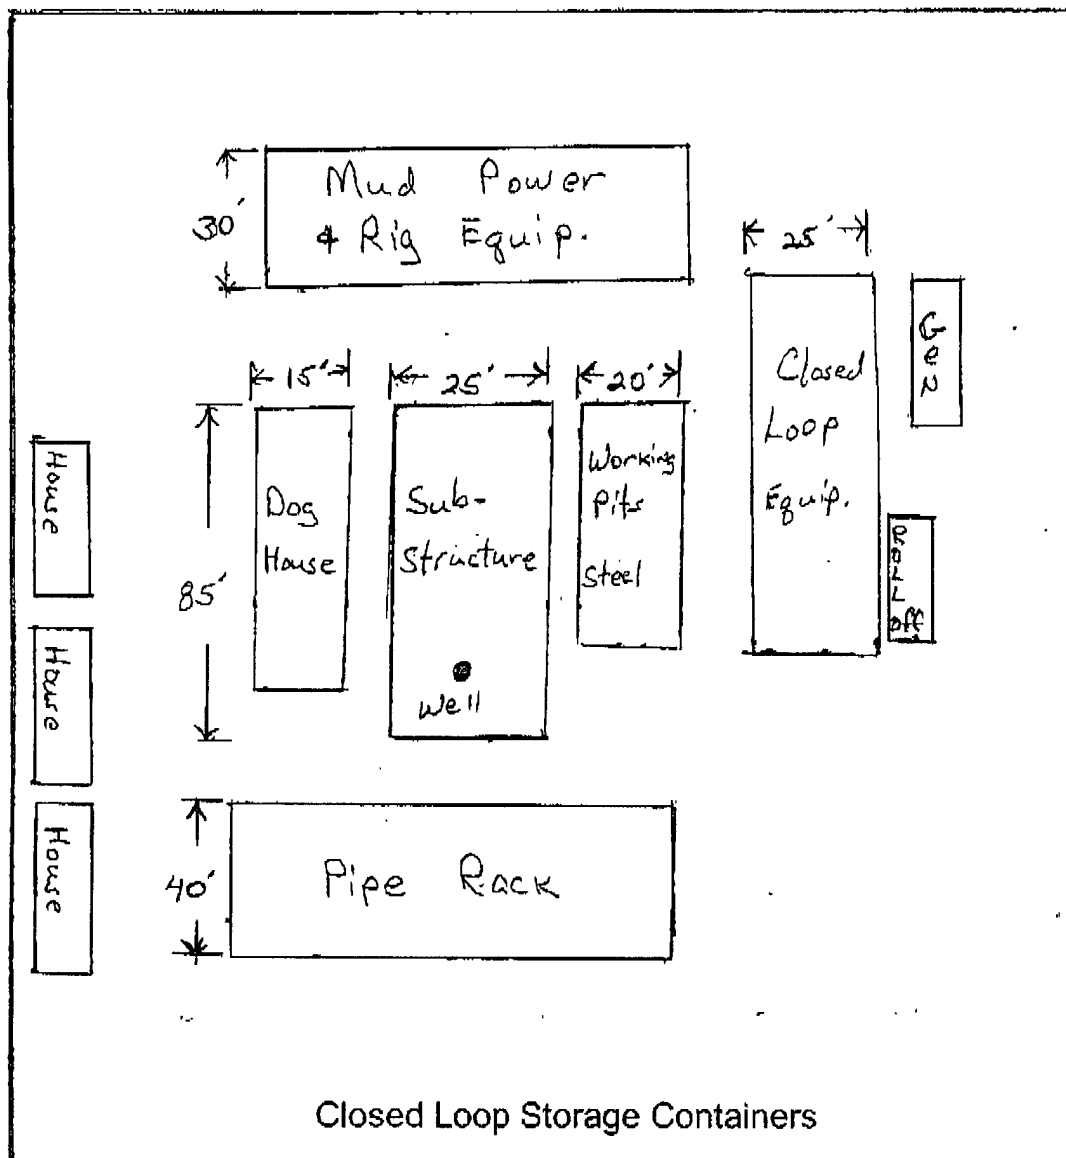 Mud Power
& Rig Equip.
30'
25'
Gen
15'
25'
20'
Closed
Loop
Equip.
House
Dog
House
Sub-
Structure
Working
Pits
Steel
85'
Roll
off
Well
House
House
40'
Pipe Rack
Closed Loop Storage Containers